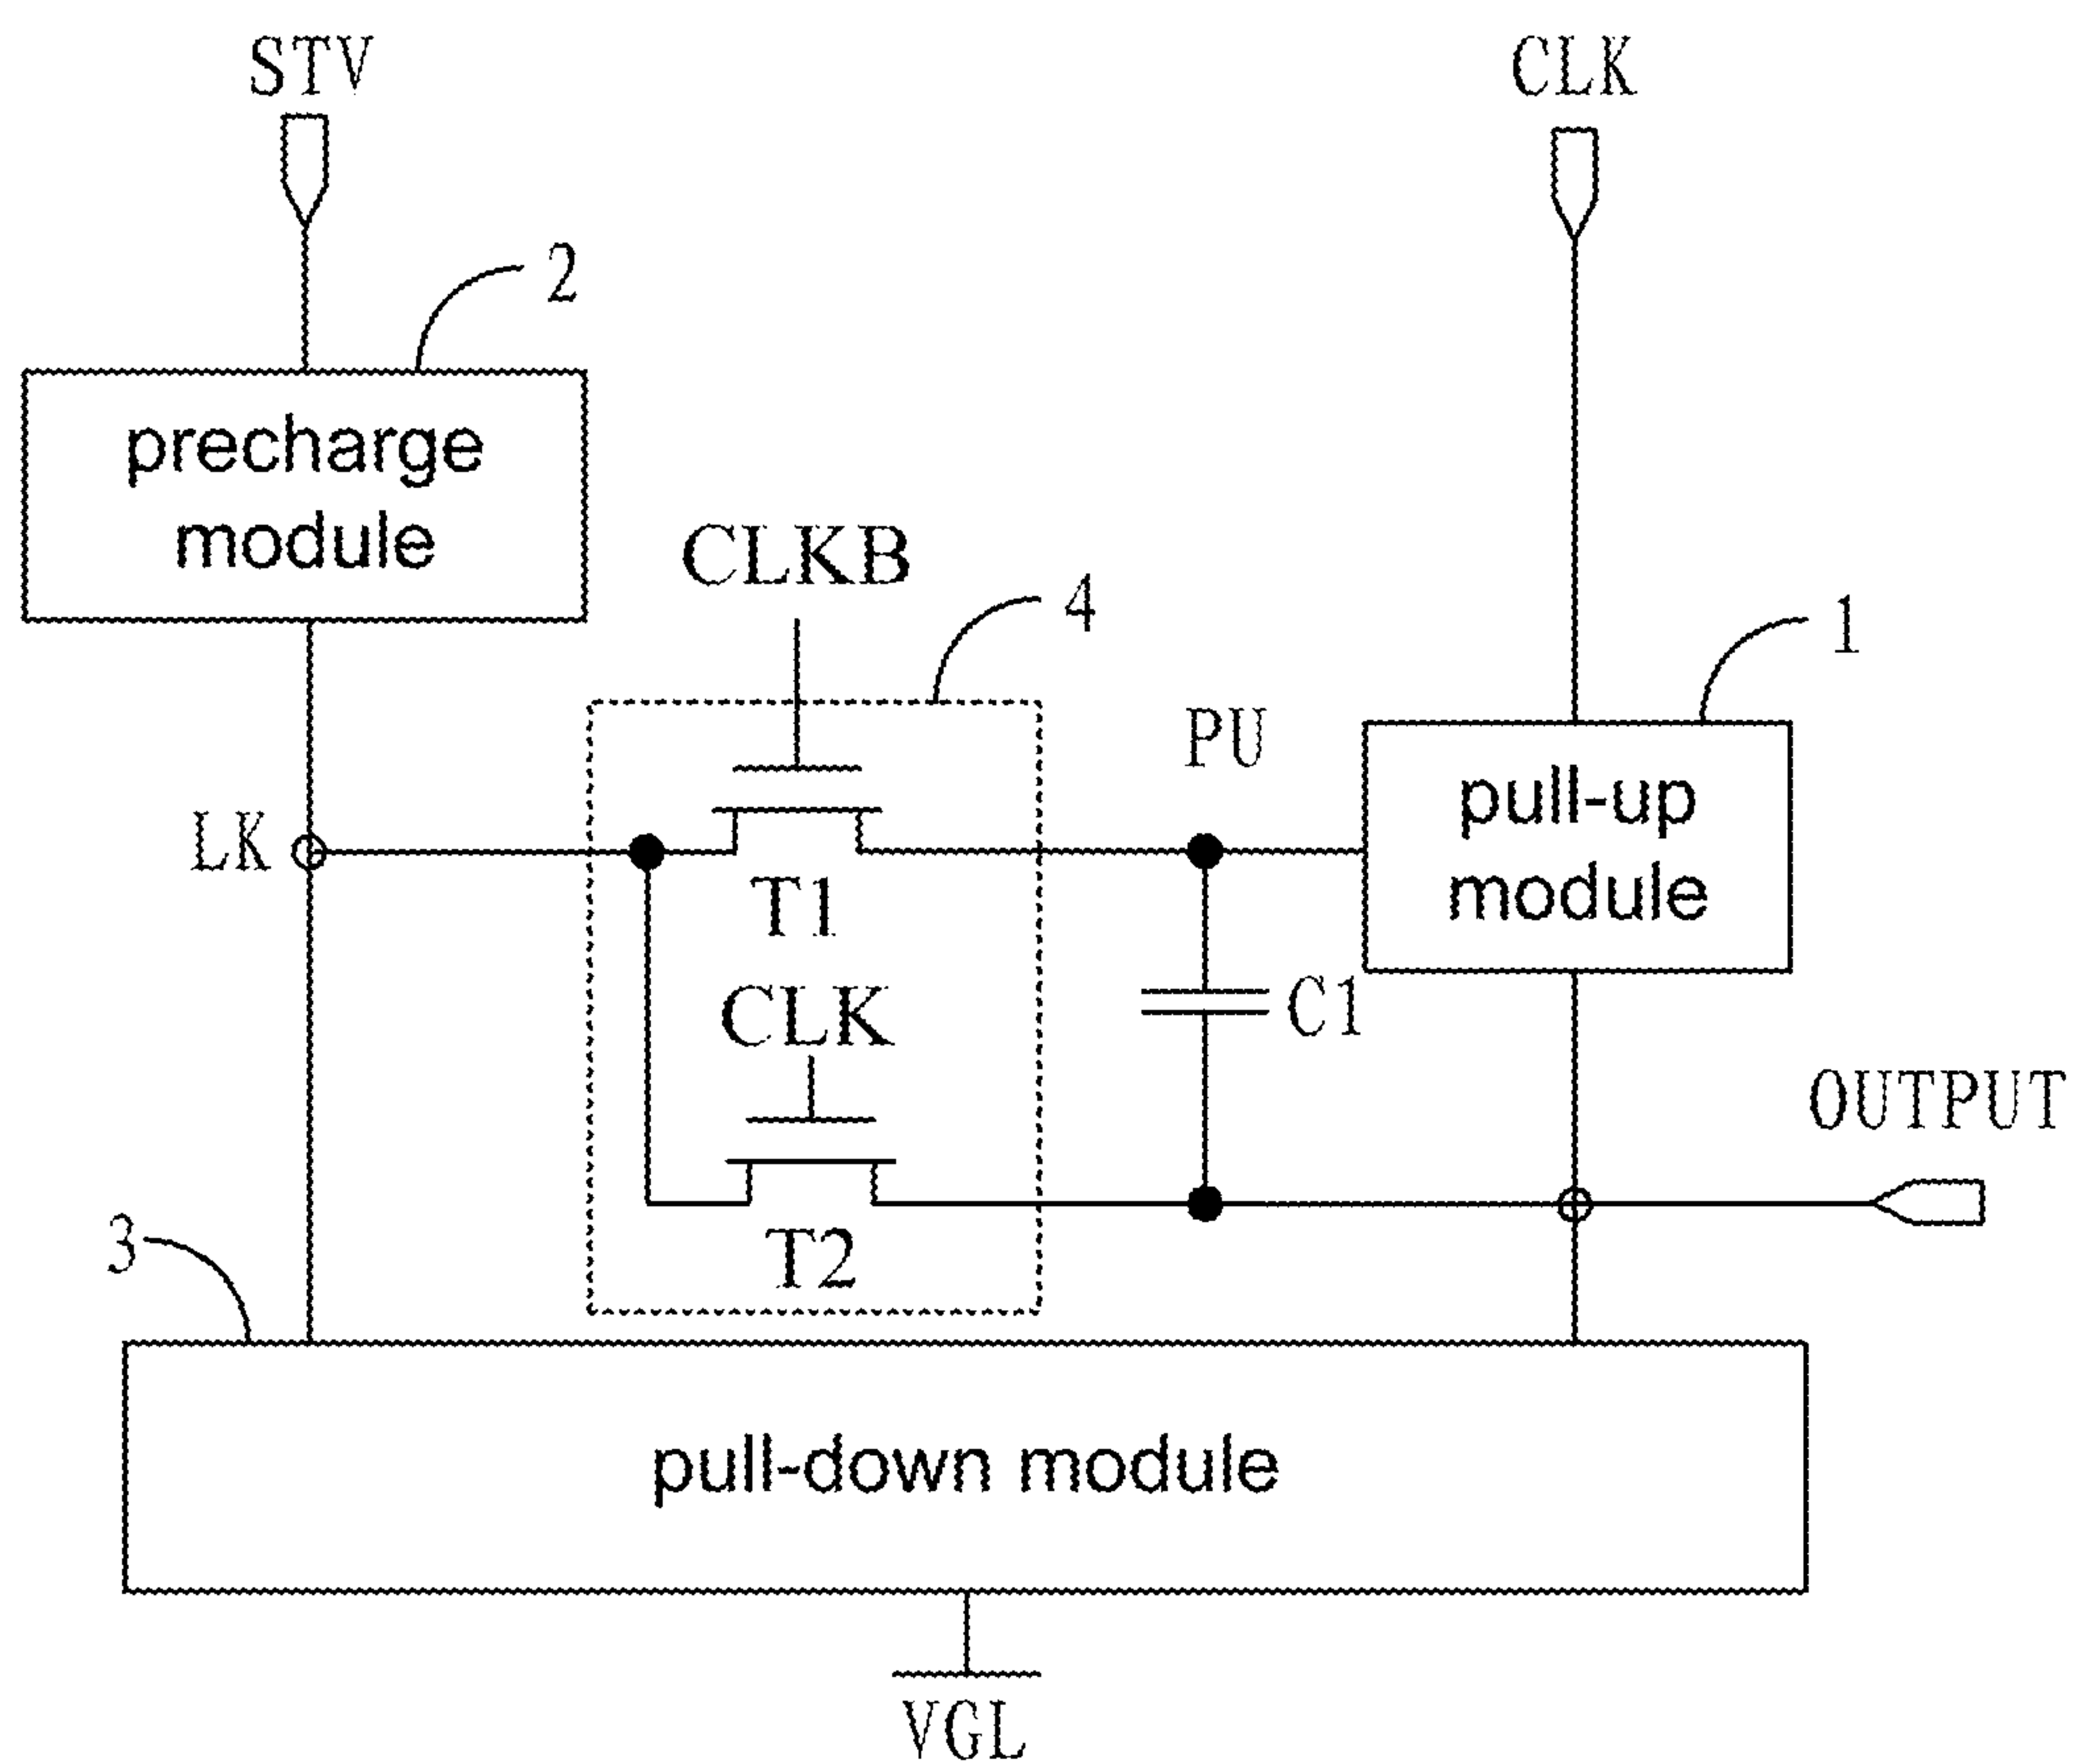 STV
CLK
2
precharge
module
CLKB
4
1
PU
pull-up
module
LK
T1
CLK
C1
OUTPUT
3
T2
pull-down module
VGL